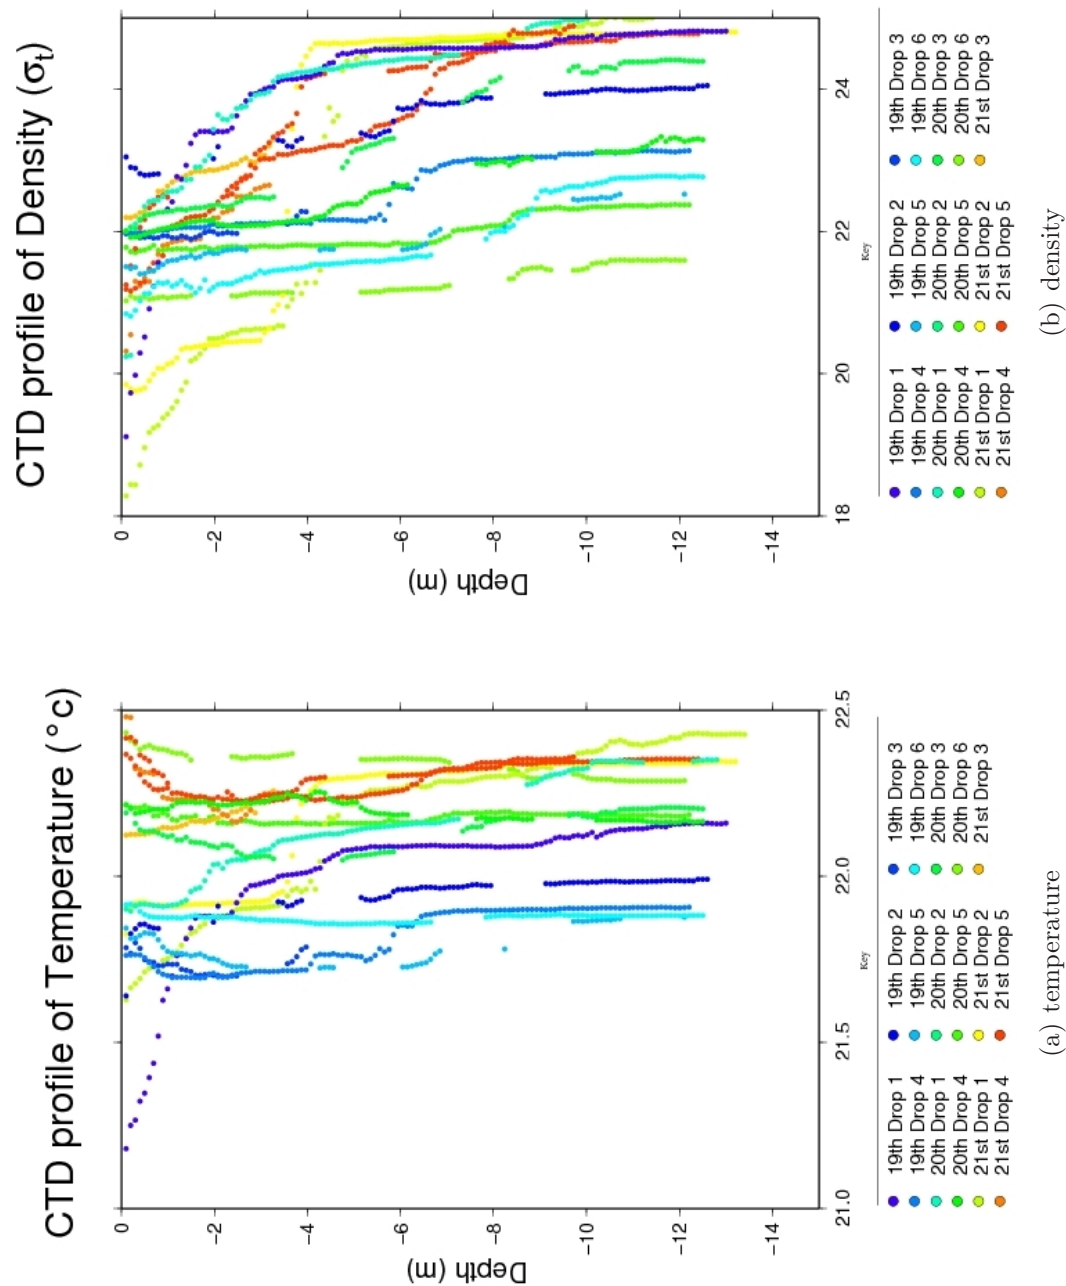 CTD profile of Temperature (°c)
0
−2
−4
−6
−8
−10
−12
−14
Depth (m)
21.0 21.5 22.0 22.5
Key
19th Drop 1 19th Drop 2 19th Drop 3
19th Drop 4 19th Drop 5 19th Drop 6
20th Drop 1 20th Drop 2 20th Drop 3
20th Drop 4 20th Drop 5 20th Drop 6
21st Drop 1 21st Drop 2 21st Drop 3
21st Drop 4 21st Drop 5
(a) temperature
CTD profile of Density (σt)
0
−2
−4
−6
−8
−10
−12
−14
Depth (m)
18 20 22 24
Key
19th Drop 1 19th Drop 2 19th Drop 3
19th Drop 4 19th Drop 5 19th Drop 6
20th Drop 1 20th Drop 2 20th Drop 3
20th Drop 4 20th Drop 5 20th Drop 6
21st Drop 1 21st Drop 2 21st Drop 3
21st Drop 4 21st Drop 5
(b) density